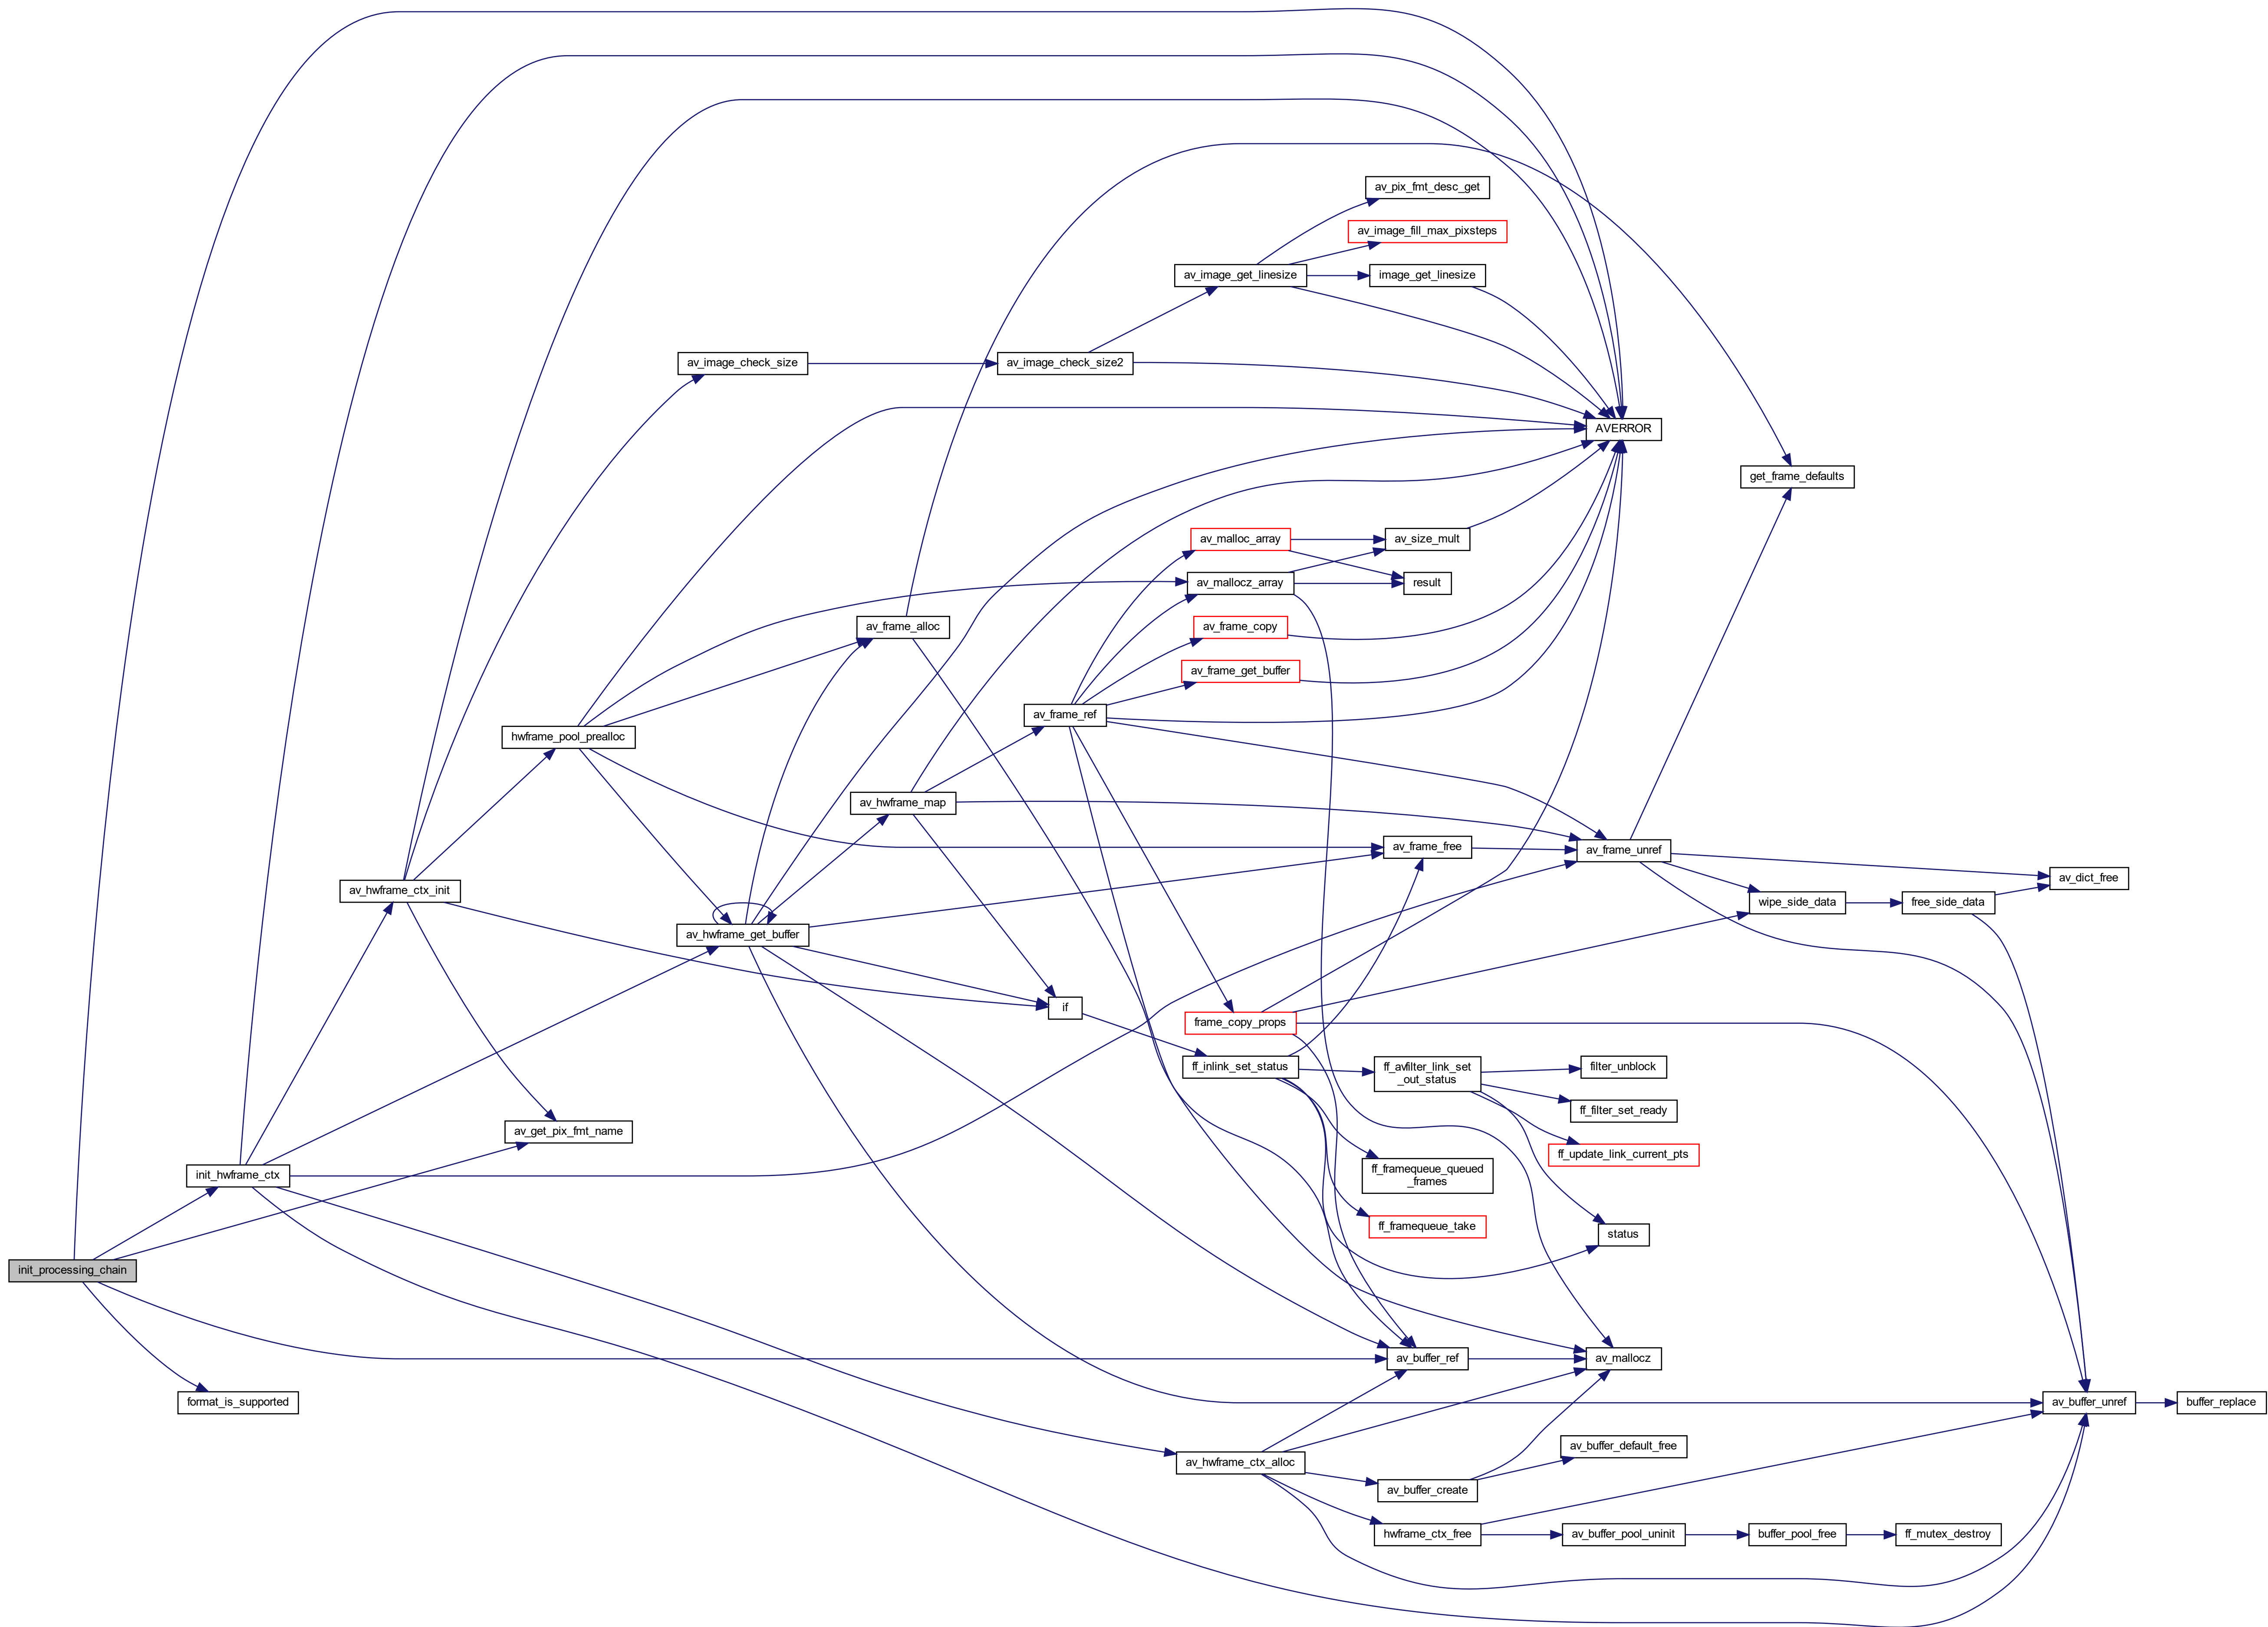 av_pix_fmt_desc_get
av_image_fill_max_pixsteps
av_image_get_linesize
image_get_linesize
av_image_check_size
av_image_check_size2
AVERROR
get_frame_defaults
av_malloc_array
av_size_mult
av_mallocz_array
result
av_frame_alloc
av_frame_copy
av_frame_get_buffer
av_frame_ref
hwframe_pool_prealloc
av_hwframe_map
av_frame_free
av_frame_unref
av_dict_free
av_hwframe_ctx_init
wipe_side_data
free_side_data
av_hwframe_get_buffer
if
frame_copy_props
ff_inlink_set_status
ff_avfilter_link_set
_out_status
filter_unblock
ff_filter_set_ready
av_get_pix_fmt_name
ff_update_link_current_pts
init_hwframe_ctx
ff_framequeue_queued
_frames
ff_framequeue_take
status
init_processing_chain
av_buffer_ref
av_mallocz
format_is_supported
av_buffer_unref
buffer_replace
av_buffer_default_free
av_hwframe_ctx_alloc
av_buffer_create
hwframe_ctx_free
av_buffer_pool_uninit
buffer_pool_free
ff_mutex_destroy